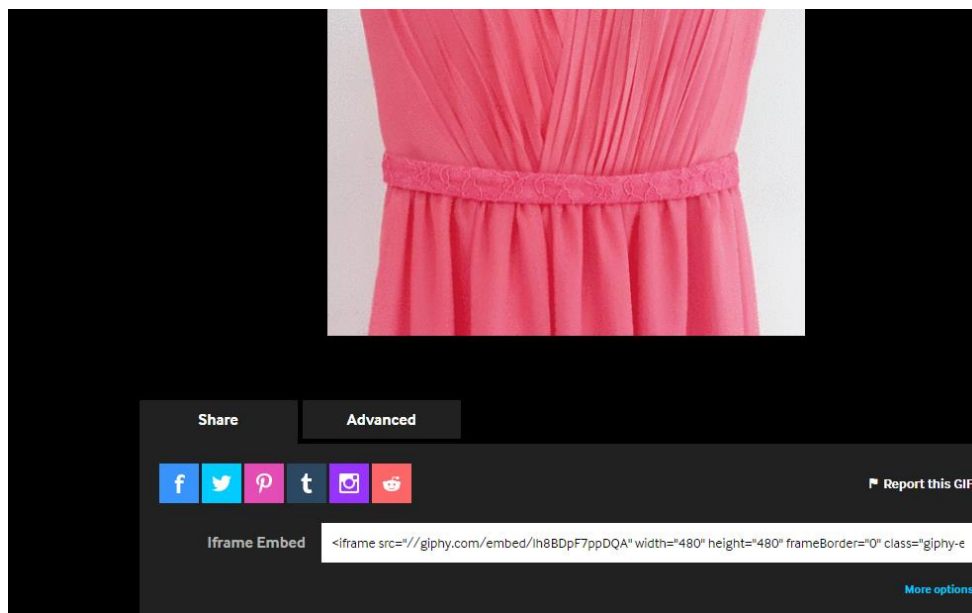 Share
Advanced
Report this GIF
Iframe Embed
<iframe src="//giphy.com/embed/lh8BDpF7ppDQA" width="480" height="480" frameBorder="0" class="giphy-e
More options